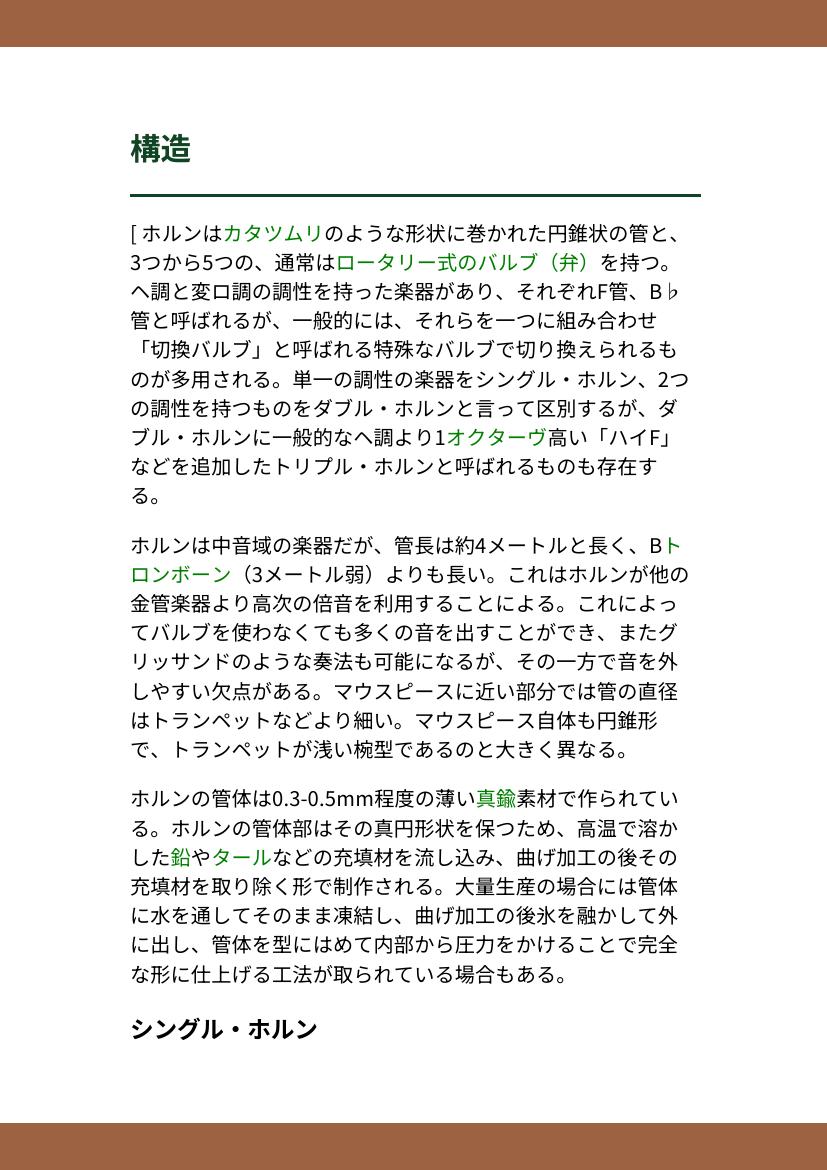 構造
[ ホルンはカタツムリのような形状に巻かれた円錐状の管と、
3つから5つの、通常はロータリー式のバルブ（弁）を持つ。
ヘ調と変ロ調の調性を持った楽器があり、それぞれF管、B♭
管と呼ばれるが、一般的には、それらを一つに組み合わせ
「切換バルブ」と呼ばれる特殊なバルブで切り換えられるも
のが多用される。単一の調性の楽器をシングル・ホルン、2つ
の調性を持つものをダブル・ホルンと言って区別するが、ダ
ブル・ホルンに一般的なヘ調より1オクターヴ高い「ハイF」
などを追加したトリプル・ホルンと呼ばれるものも存在す
る。
ホルンは中音域の楽器だが、管長は約4メートルと長く、Bト
ロンボーン（3メートル弱）よりも長い。これはホルンが他の
金管楽器より高次の倍音を利用することによる。これによっ
てバルブを使わなくても多くの音を出すことができ、またグ
リッサンドのような奏法も可能になるが、その一方で音を外
しやすい欠点がある。マウスピースに近い部分では管の直径
はトランペットなどより細い。マウスピース自体も円錐形
で、トランペットが浅い椀型であるのと大きく異なる。
ホルンの管体は0.3-0.5mm程度の薄い真鍮素材で作られてい
る。ホルンの管体部はその真円形状を保つため、高温で溶か
した鉛やタールなどの充填材を流し込み、曲げ加工の後その
充填材を取り除く形で制作される。大量生産の場合には管体
に水を通してそのまま凍結し、曲げ加工の後氷を融かして外
に出し、管体を型にはめて内部から圧力をかけることで完全
な形に仕上げる工法が取られている場合もある。
シングル・ホルン